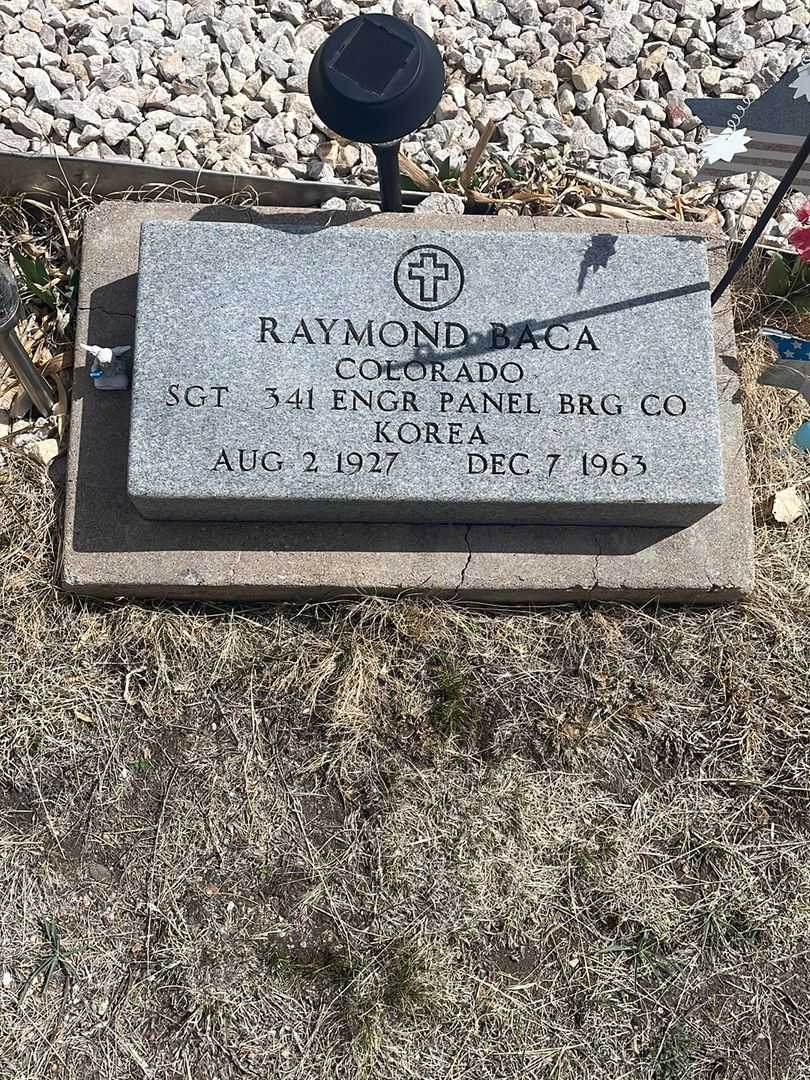 RAYMOND BACA
COLORADO
SGT 341 ENGR PANEL BRG CO
KOREA
AUG 2 1927 DEC 7 1963